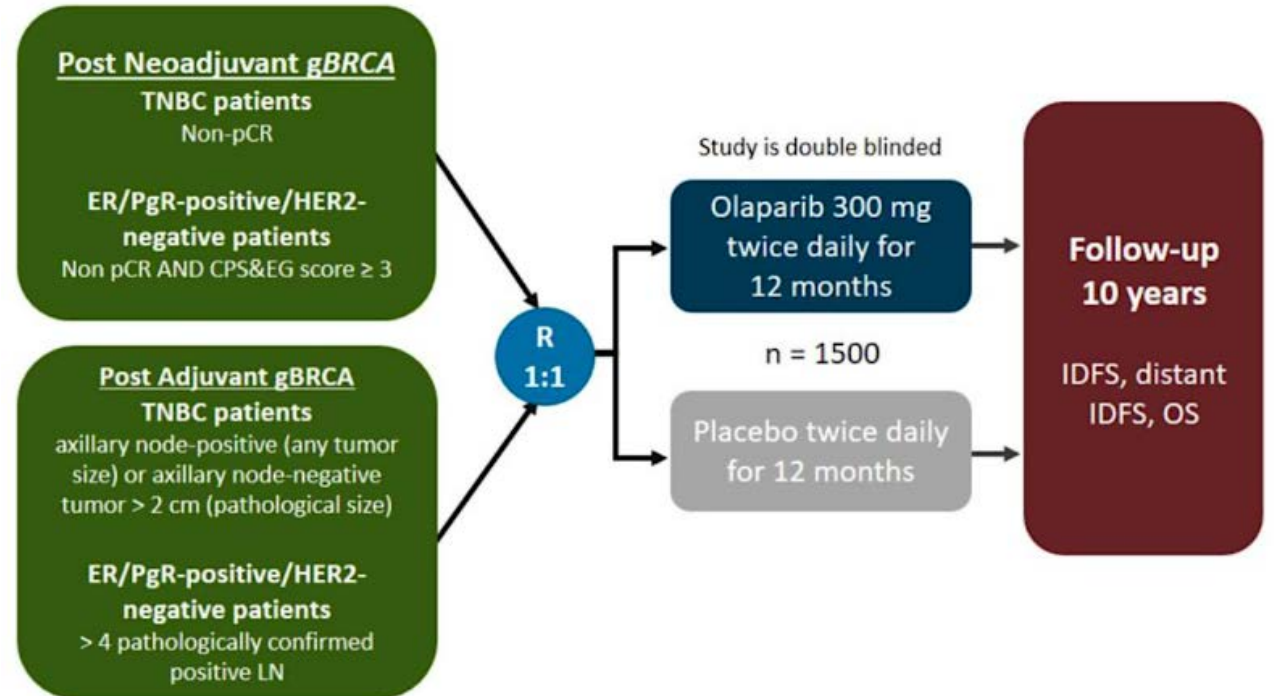 Post Neoadjuvant gBRCA
TNBC patients
Non-pCR
ER/PgR-positive/HER2-
negative patients
Non pCR AND CPS&EG score ≥ 3
Post Adjuvant gBRCA
TNBC patients
axillary node-positive (any tumor
size) or axillary node-negative
tumor > 2 cm (pathological size)
ER/PgR-positive/HER2-
negative patients
> 4 pathologically confirmed
positive LN
R
1:1
Study is double blinded
Olaparib 300 mg
twice daily for
12 months
n = 1500
Placebo twice daily
for 12 months
Follow-up
10 years
IDFS, distant
IDFS, OS